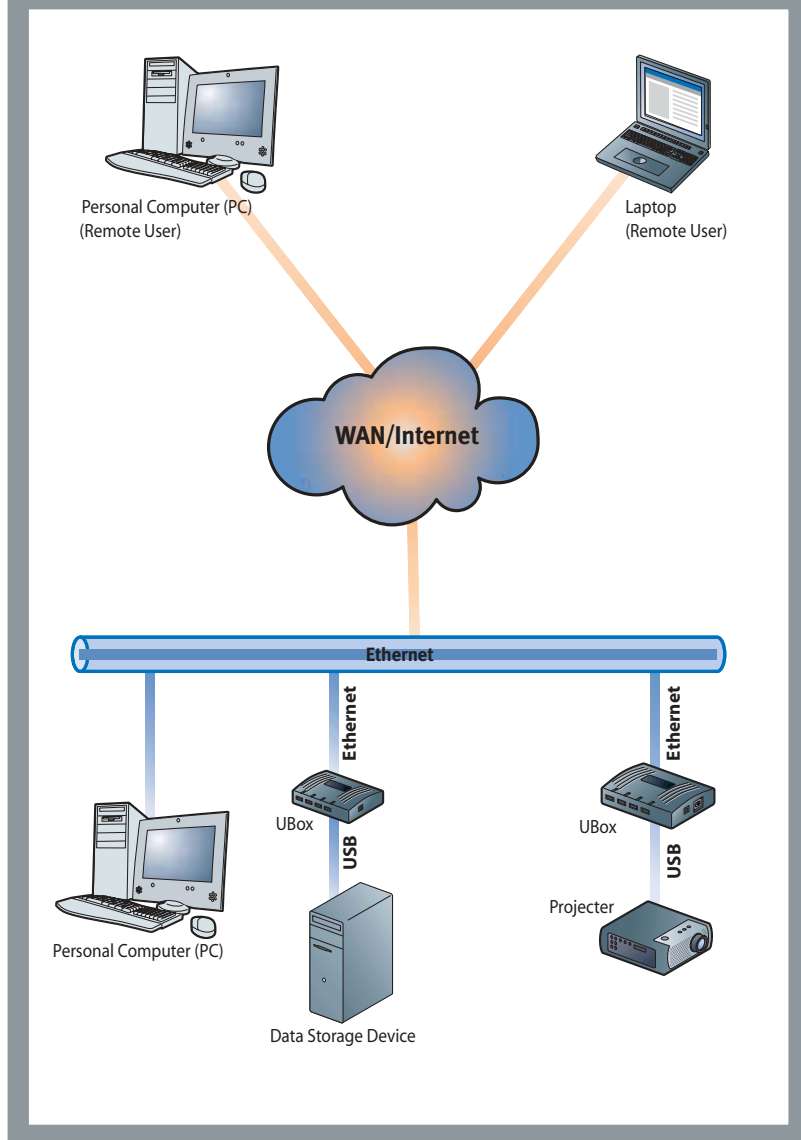 Personal Computer (PC)
(Remote User)
Laptop
(Remote User)
WAN/Internet
Ethernet
Ethernet
Ethernet
UBox
UBox
USB
USB
Projecter
Personal Computer (PC)
Data Storage Device